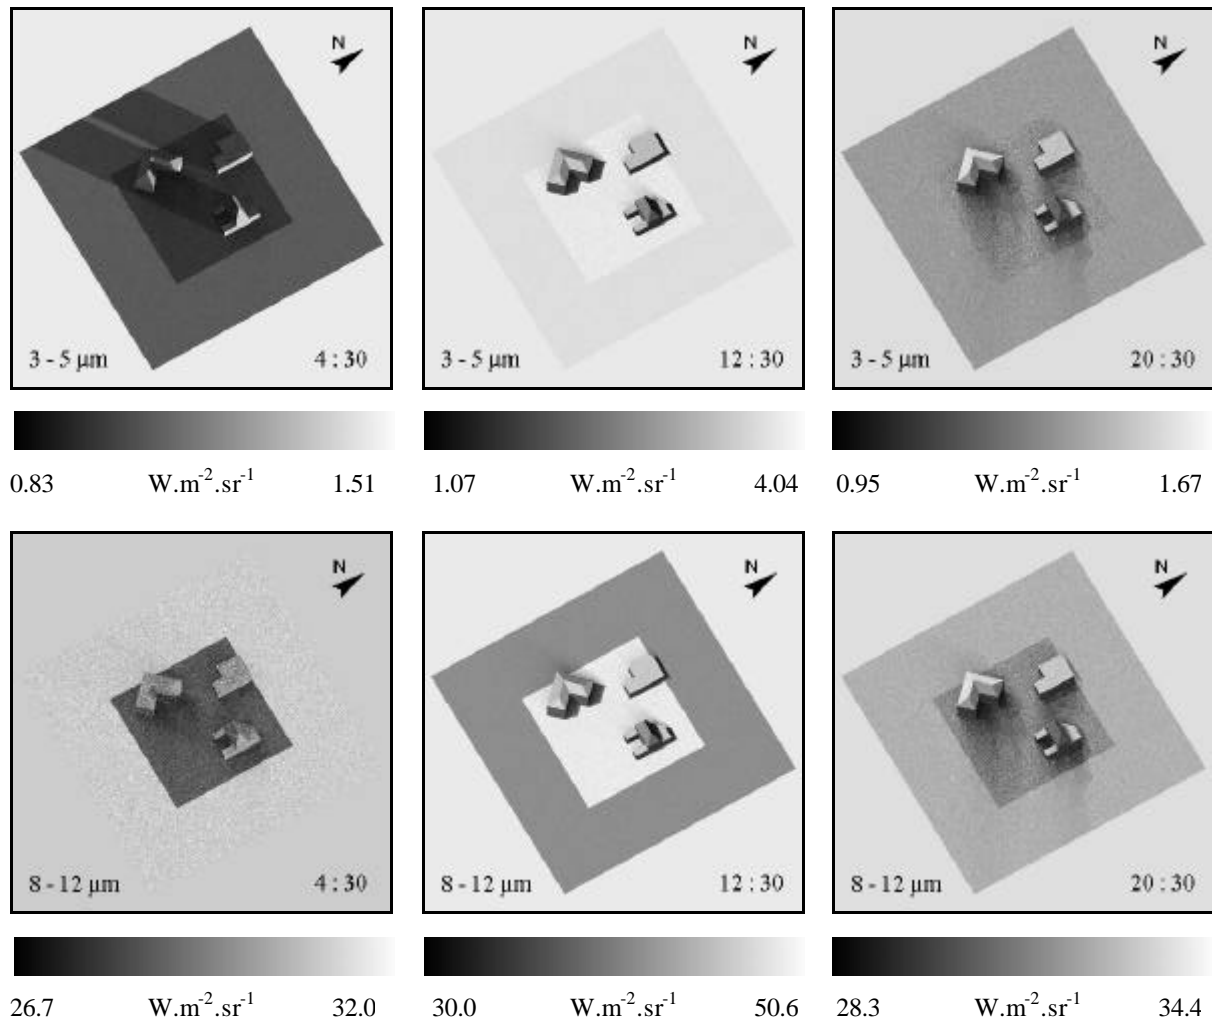 N N N
3 - 5 μm 4 : 30 3 - 5 μm 12 : 30 3 - 5 μm 20 : 30
0.83 W.m⁻².sr⁻¹ 1.51 1.07 W.m⁻².sr⁻¹ 4.04 0.95 W.m⁻².sr⁻¹ 1.67
N N N
8 - 12 μm 4 : 30 8 - 12 μm 12 : 30 8 - 12 μm 20 : 30
26.7 W.m⁻².sr⁻¹ 32.0 30.0 W.m⁻².sr⁻¹ 50.6 28.3 W.m⁻².sr⁻¹ 34.4